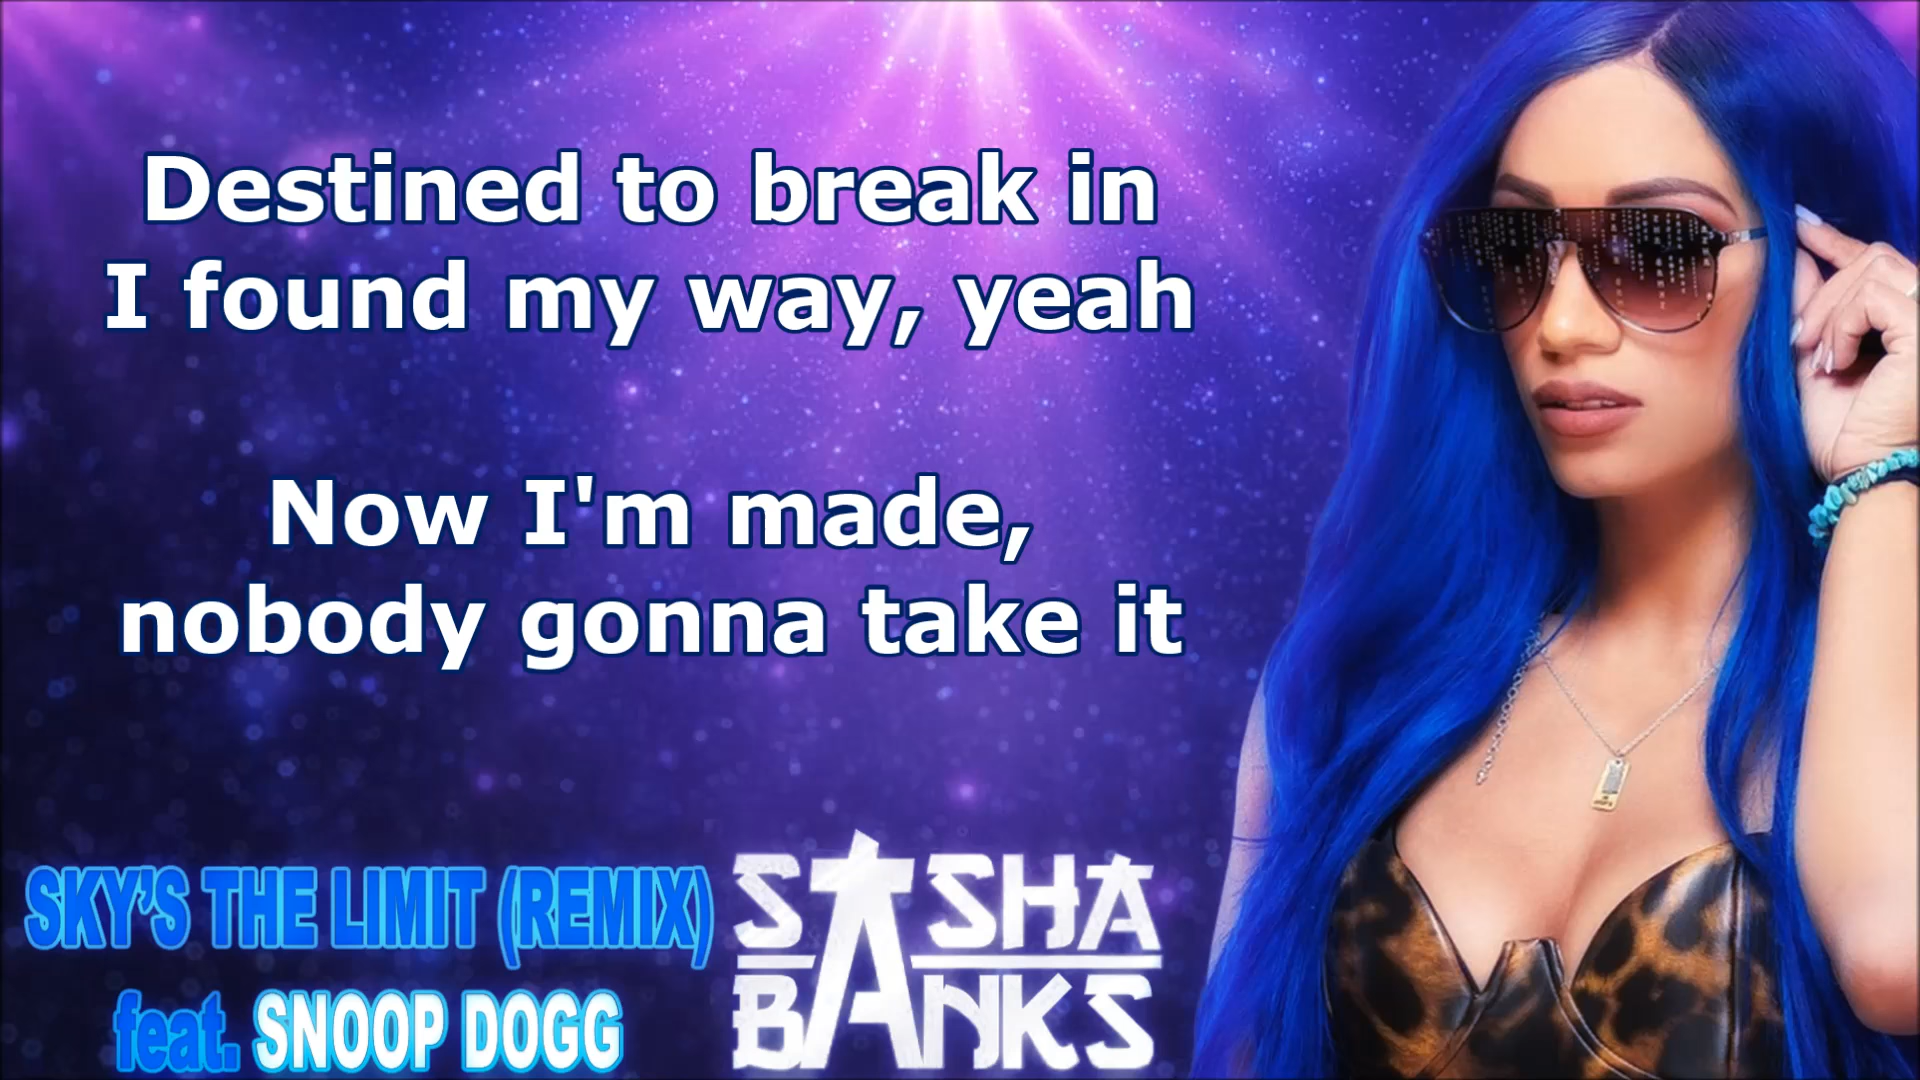 Destined to break in
I found my way, yeah
Now I'm made,
nobody gonna take it
SKY'S THE LIMIT (REMIX)
feat. SNOOP DOGG
SASHA
BANKS